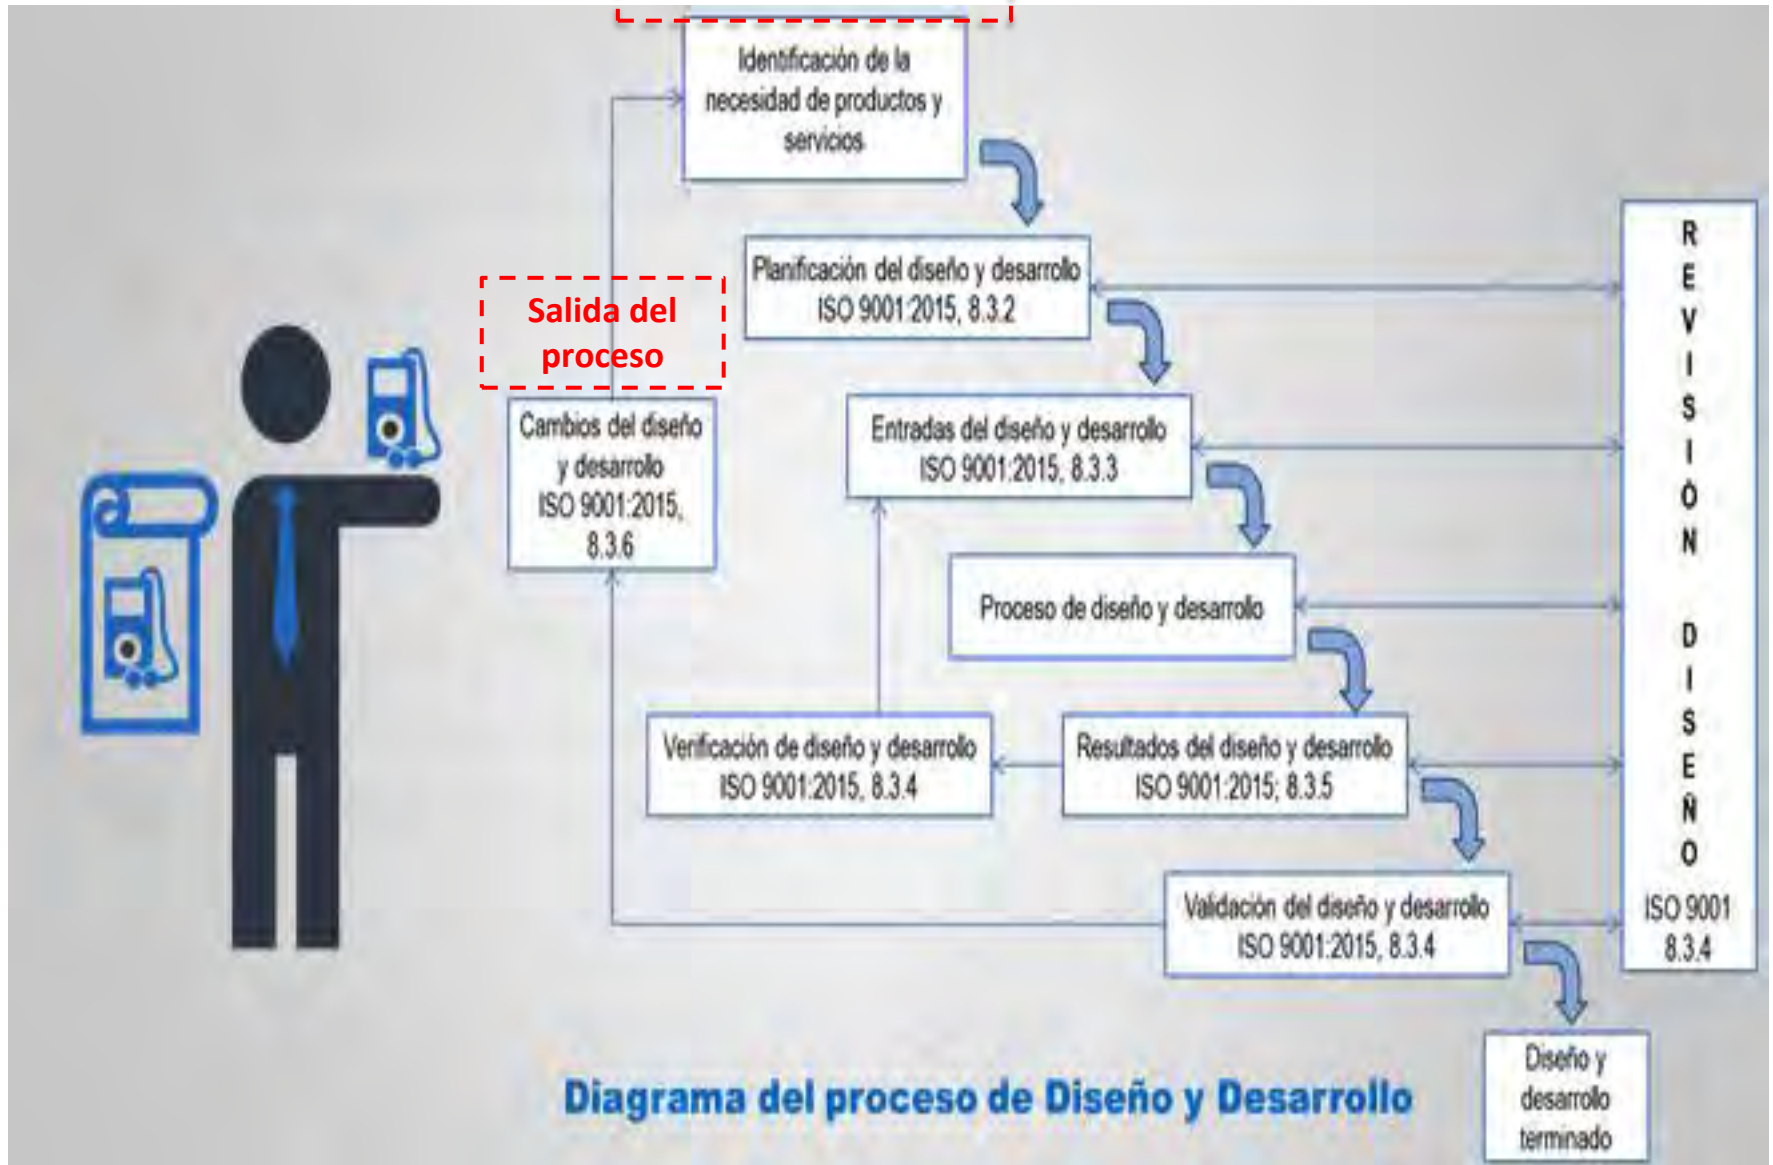 Identificación de la
necesidad de productos y
servicios
Planificación del diseño y desarrollo
ISO 9001:2015, 8.3.2
Salida del
proceso
Cambios del diseño
y desarrollo
ISO 9001:2015,
8.3.6
Entradas del diseño y desarrollo
ISO 9001:2015, 8.3.3
Proceso de diseño y desarrollo
Verificación de diseño y desarrollo
ISO 9001:2015, 8.3.4
Resultados del diseño y desarrollo
ISO 9001:2015; 8.3.5
Validación del diseño y desarrollo
ISO 9001:2015, 8.3.4
Diseño y
desarrollo
terminado
R
E
V
I
S
I
Ó
N
D
I
S
E
Ñ
O
ISO 9001
8.3.4
Diagrama del proceso de Diseño y Desarrollo